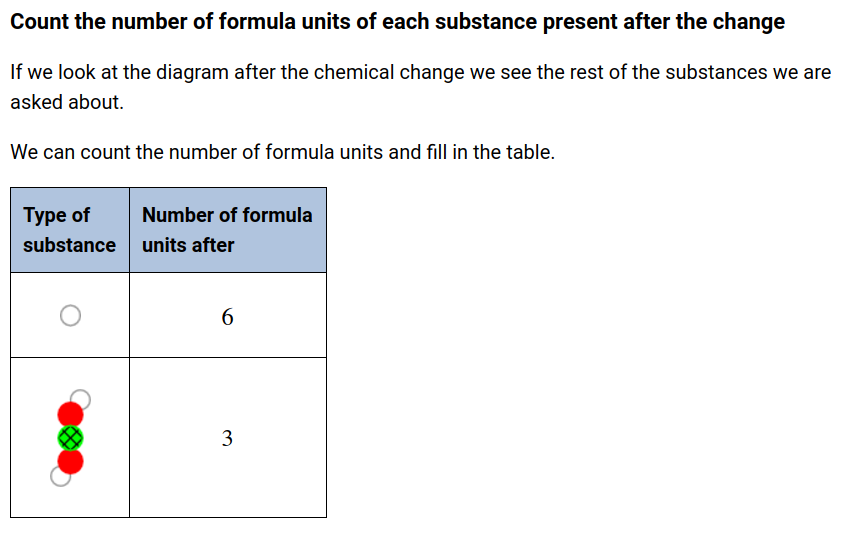 Count the number of formula units of each substance present after the change
If we look at the diagram after the chemical change we see the rest of the substances we are
asked about.
We can count the number of formula units and fill in the table.
Type of substance
Number of formula units after
6
3